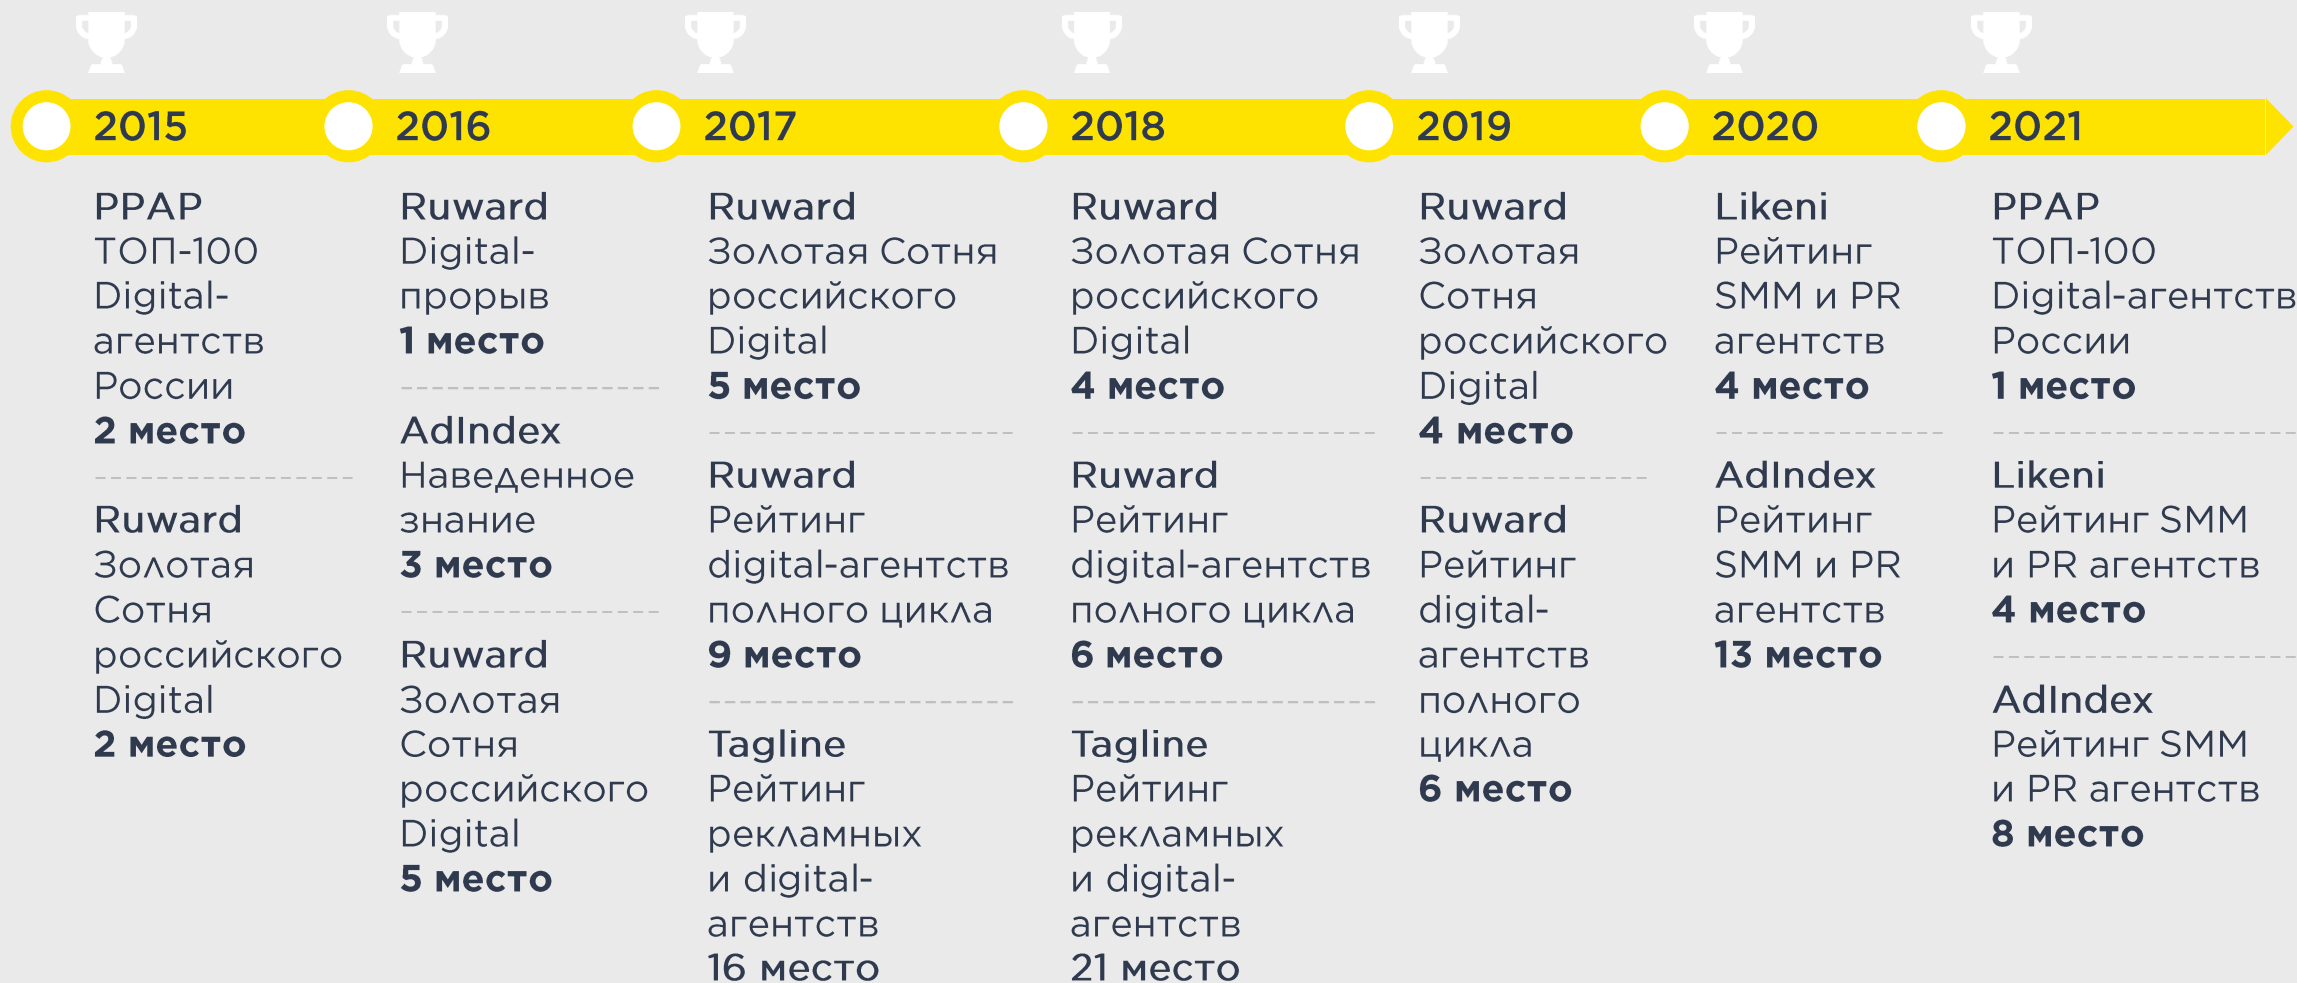 2015
PPAP
ТОП-100
Digital-
агентств
России
2 место
Ruward
Золотая
Сотня
российского
Digital
2 место
2016
Ruward
Digital-
прорыв
1 место
AdIndex
Наведенное
знание
3 место
Ruward
Золотая
Сотня
российского
Digital
5 место
2017
Ruward
Золотая Сотня
российского
Digital
5 место
Ruward
Рейтинг
digital-агентств
полного цикла
9 место
Tagline
Рейтинг
рекламных
и digital-
агентств
16 место
2018
Ruward
Золотая Сотня
российского
Digital
4 место
Ruward
Рейтинг
digital-агентств
полного цикла
6 место
Tagline
Рейтинг
рекламных
и digital-
агентств
21 место
2019
Ruward
Золотая
Сотня
российского
Digital
4 место
Ruward
Рейтинг
digital-
агентств
полного
цикла
6 место
2020
Likeni
Рейтинг
SMM и PR
агентств
4 место
AdIndex
Рейтинг
SMM и PR
агентств
13 место
2021
PPAP
ТОП-100
Digital-агентств
России
1 место
Likeni
Рейтинг SMM
и PR агентств
4 место
AdIndex
Рейтинг SMM
и PR агентств
8 место